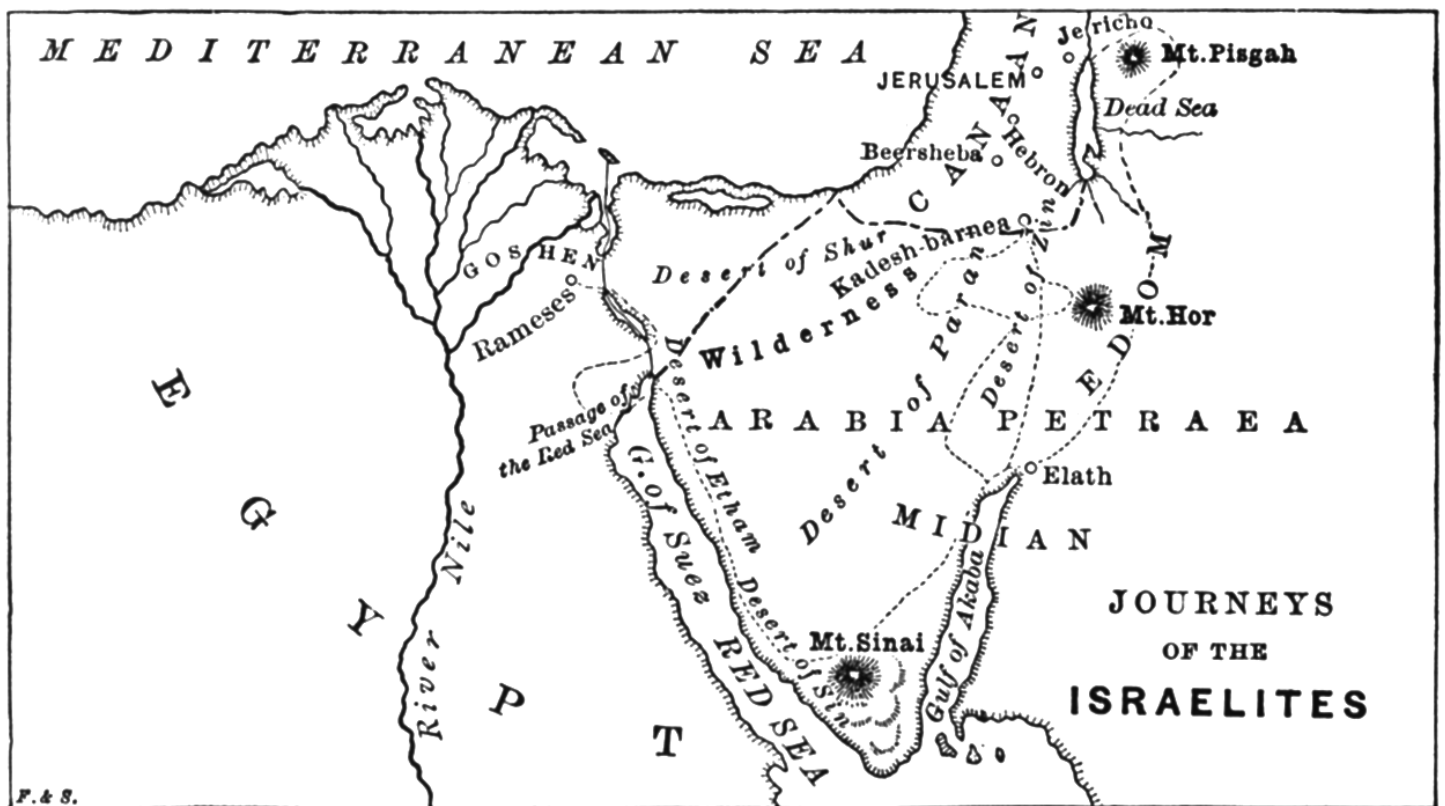 MEDITERRANEAN SEA
Jericho
Mt. Pisgah
JERUSALEM
Dead Sea
CANAAN
Hebron
Beersheba
GOSHEN
Desert of Shur
Kadesh-barnea
Desert of Zin
Rameses
Wilderness
Desert of Paran
Mt. Hor
EDOM
EGYPT
Passage of
the Red Sea
ARABIA PETRAEA
Desert of Etham
G. of Suez
Elath
MIDIAN
River Nile
Desert of Sin
RED SEA
Mt. Sinai
Gulf of Akaba
JOURNEYS
OF THE
ISRAELITES
F. & S.